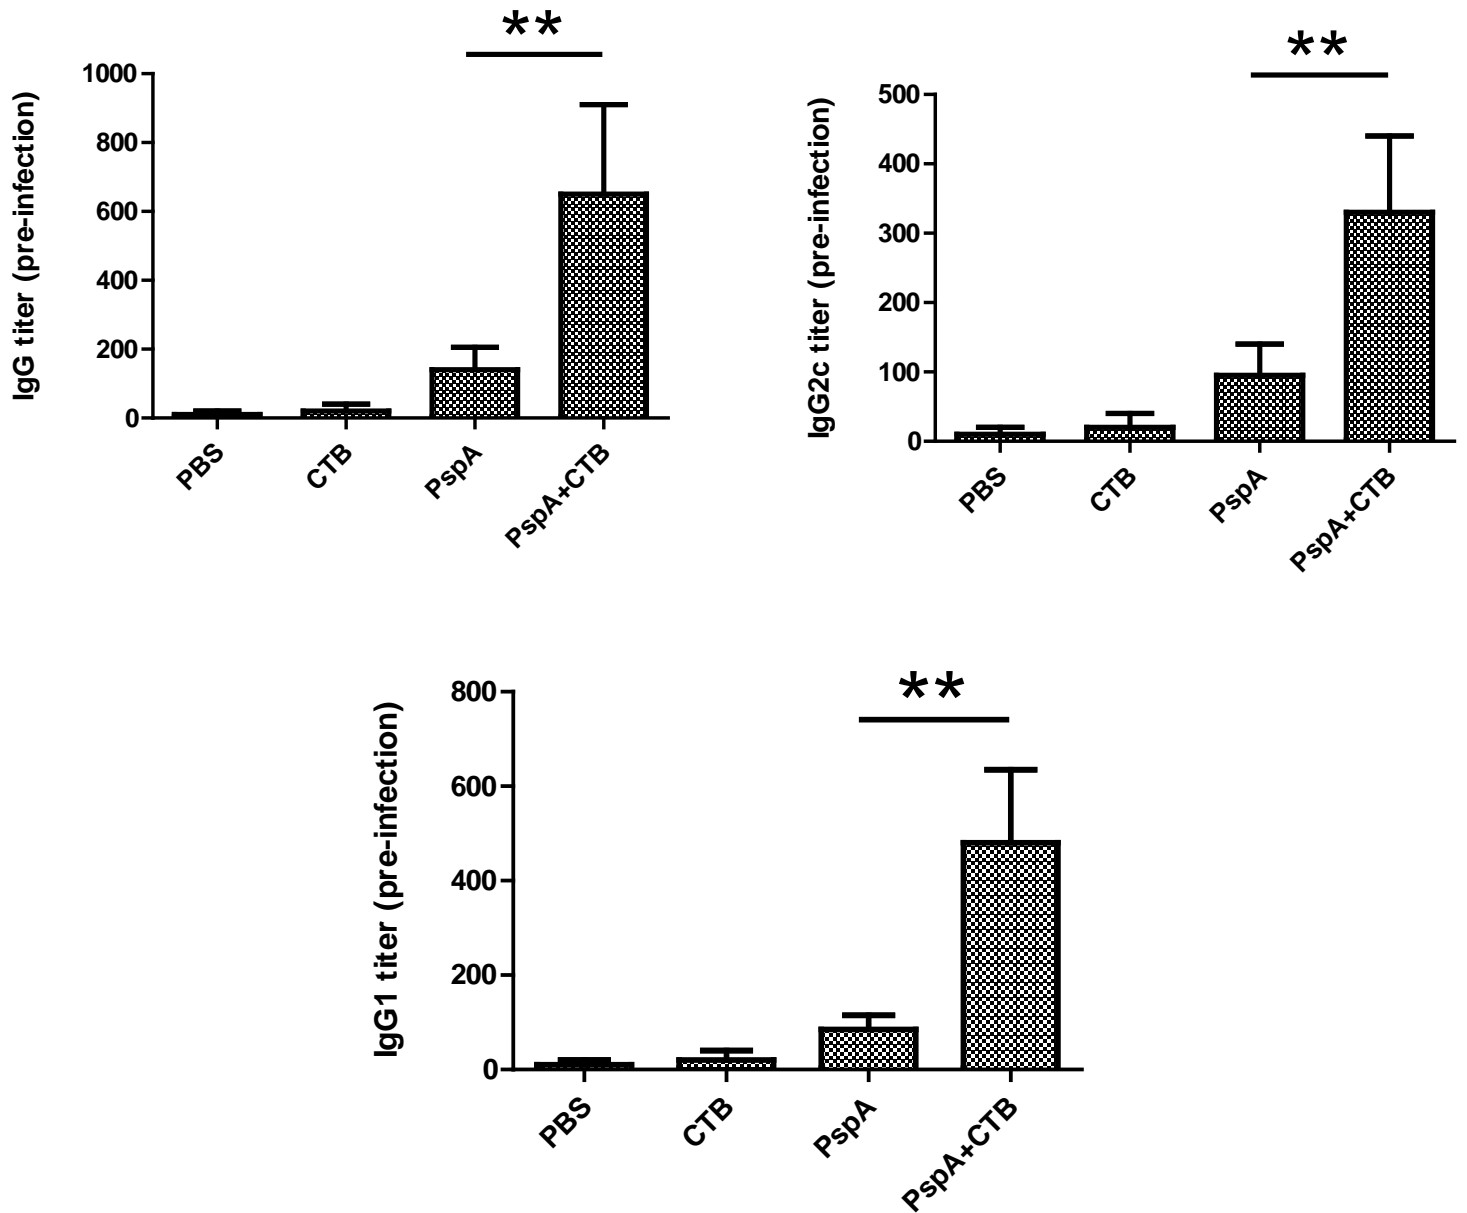 **
IgG titer (pre-infection)
1000
800
600
400
200
0
PBS
CTB
PspA
PspA+CTB
**
IgG2c titer (pre-infection)
500
400
300
200
100
0
PBS
CTB
PspA
PspA+CTB
**
IgG1 titer (pre-infection)
800
600
400
200
0
PBS
CTB
PspA
PspA+CTB